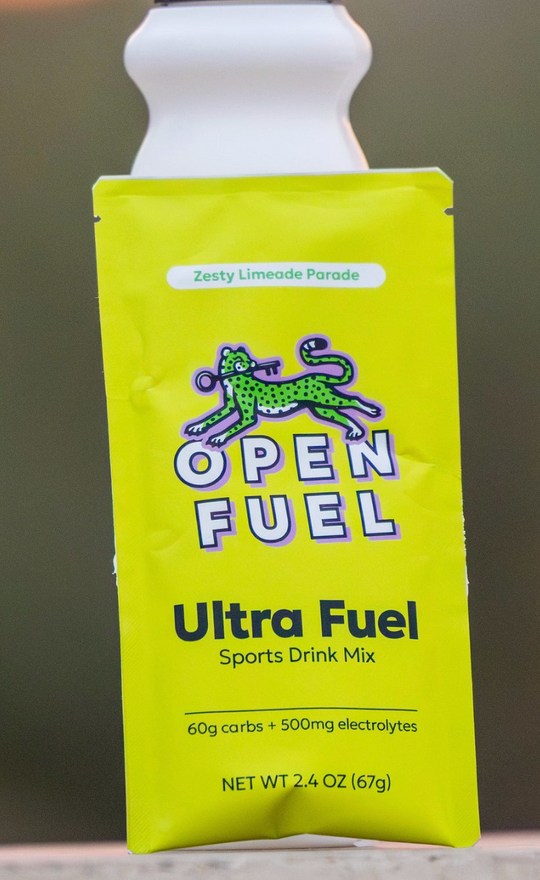 Zesty Limeade Parade
OPEN
FUEL
Ultra Fuel
Sports Drink Mix
60g carbs + 500mg electrolytes
NET WT 2.4 OZ (67g)